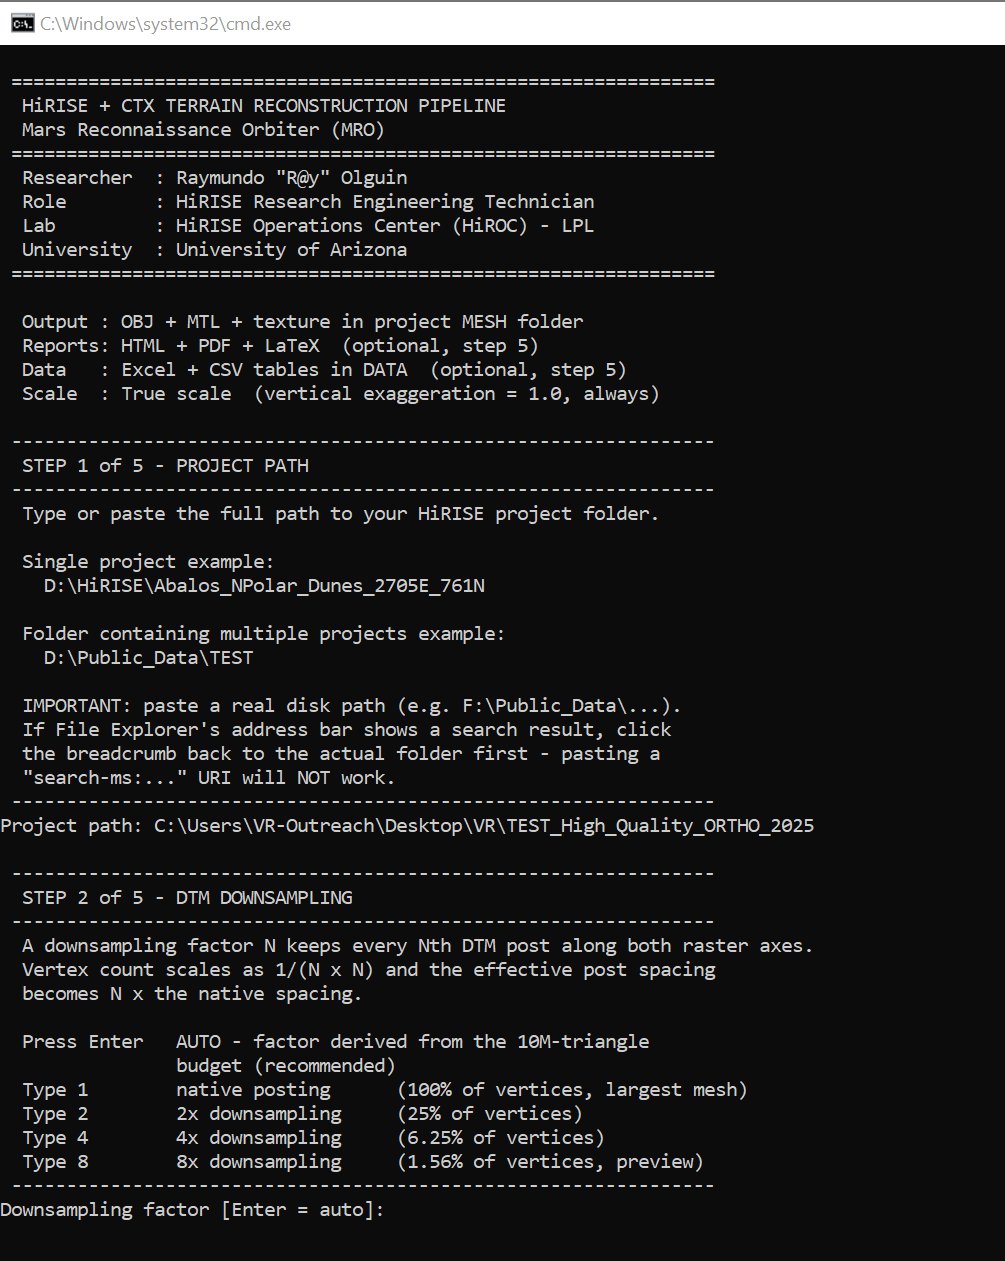 C:\Windows\system32\cmd.exe
================================================================
HiRISE + CTX TERRAIN RECONSTRUCTION PIPELINE
Mars Reconnaissance Orbiter (MRO)
================================================================
Researcher  : Raymundo "R@y" Olguin
Role        : HiRISE Research Engineering Technician
Lab         : HiRISE Operations Center (HiROC) - LPL
University  : University of Arizona
================================================================
Output : OBJ + MTL + texture in project MESH folder
Reports: HTML + PDF + LaTeX  (optional, step 5)
Data   : Excel + CSV tables in DATA  (optional, step 5)
Scale  : True scale  (vertical exaggeration = 1.0, always)
----------------------------------------------------------------
STEP 1 of 5 - PROJECT PATH
----------------------------------------------------------------
Type or paste the full path to your HiRISE project folder.
Single project example:
D:\HiRISE\Abalos_NPolar_Dunes_2705E_761N
Folder containing multiple projects example:
D:\Public_Data\TEST
IMPORTANT: paste a real disk path (e.g. F:\Public_Data\...).
If File Explorer's address bar shows a search result, click
the breadcrumb back to the actual folder first - pasting a
"search-ms:..." URI will NOT work.
----------------------------------------------------------------
Project path: C:\Users\VR-Outreach\Desktop\VR\TEST_High_Quality_ORTHO_2025
----------------------------------------------------------------
STEP 2 of 5 - DTM DOWNSAMPLING
----------------------------------------------------------------
A downsampling factor N keeps every Nth DTM post along both raster axes.
Vertex count scales as 1/(N x N) and the effective post spacing
becomes N x the native spacing.
Press Enter   AUTO - factor derived from the 10M-triangle
budget (recommended)
Type 1        native posting      (100% of vertices, largest mesh)
Type 2        2x downsampling     (25% of vertices)
Type 4        4x downsampling     (6.25% of vertices)
Type 8        8x downsampling     (1.56% of vertices, preview)
----------------------------------------------------------------
Downsampling factor [Enter = auto]: